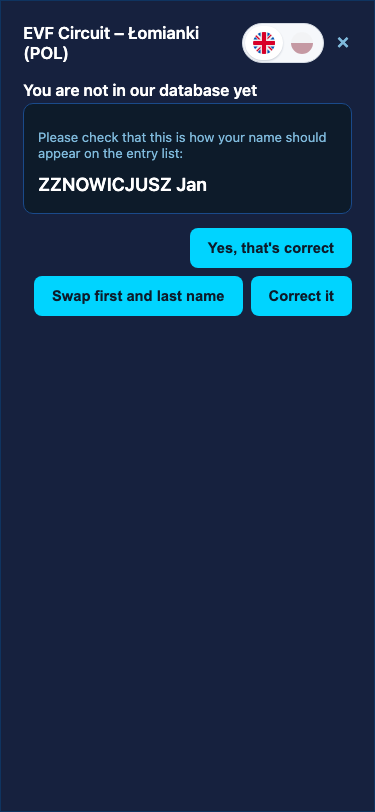 EVF Circuit – Łomianki
(POL)
×
You are not in our database yet
Please check that this is how your name should
appear on the entry list:
ZZNOWICJUSZ Jan
Yes, that's correct
Swap first and last name
Correct it